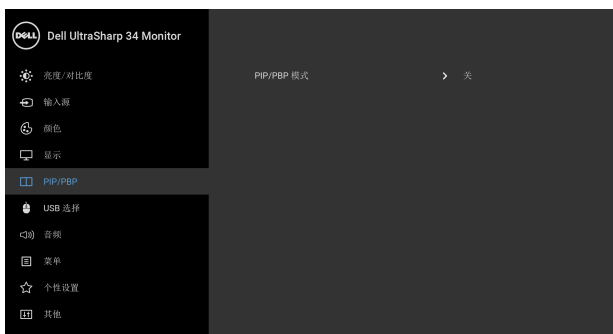 DELL Dell UltraSharp 34 Monitor
亮度/对比度
PIP/PBP 模式 关
输入源
颜色
显示
PIP/PBP
USB 选择
音频
菜单
个性设置
其他